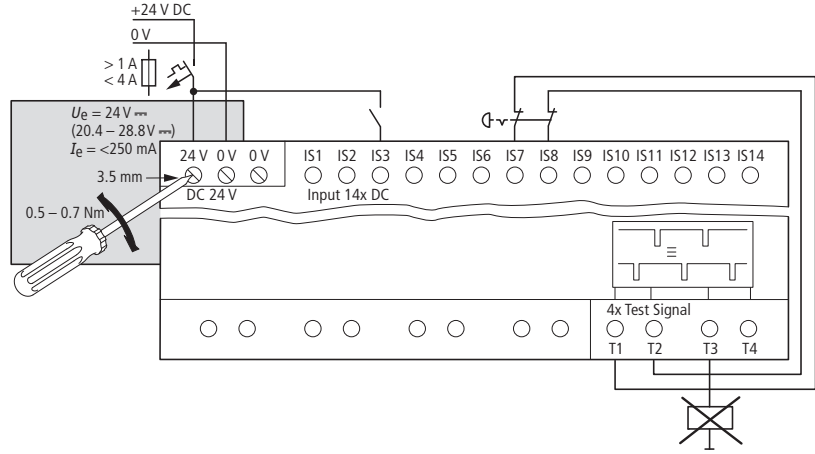 +24 V DC
0 V
> 1 A
< 4 A
Ue = 24 V ⎓
(20.4 – 28.8 V ⎓)
Ie = <250 mA
24 V 0 V 0 V IS1 IS2 IS3 IS4 IS5 IS6 IS7 IS8 IS9 IS10 IS11 IS12 IS13 IS14
3.5 mm
DC 24 V Input 14x DC
0.5 – 0.7 Nm
4x Test Signal
T1 T2 T3 T4